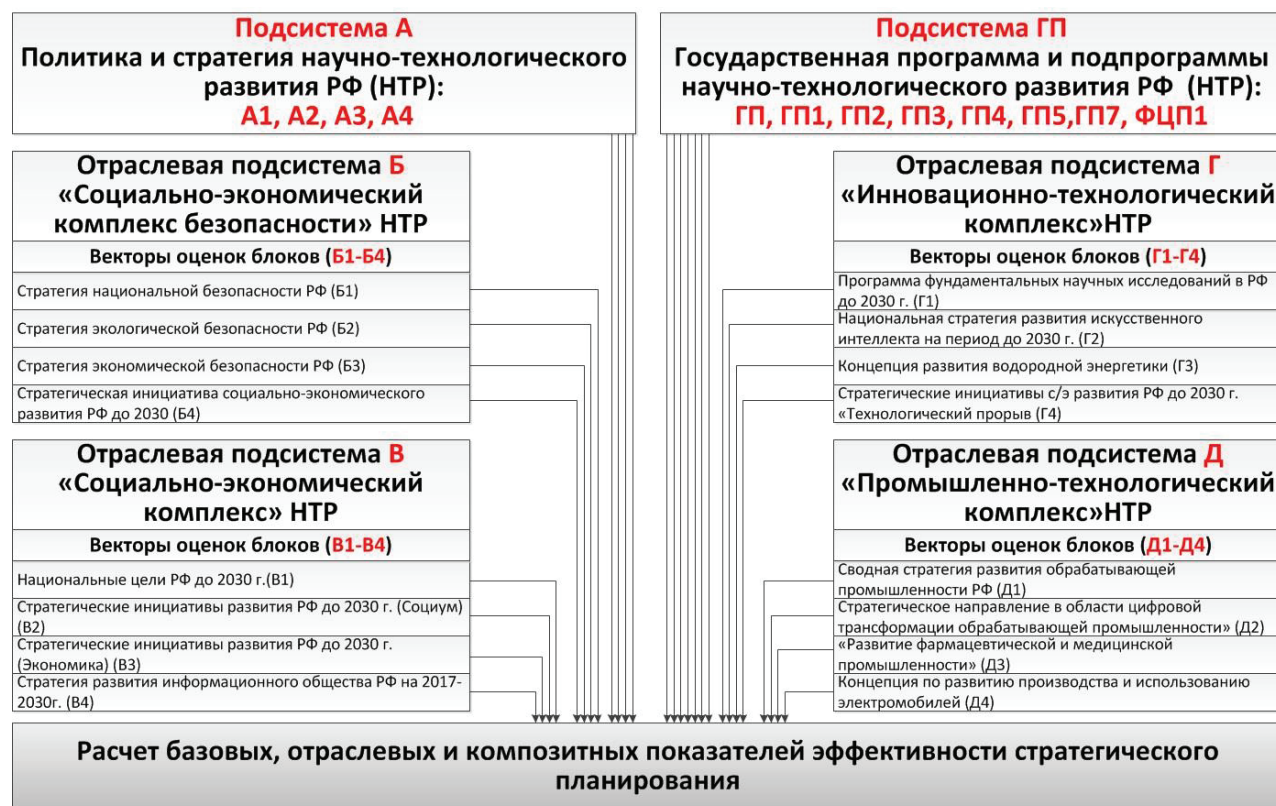 Подсистема А
Политика и стратегия научно-технологического
развития РФ (НТР):
А1, А2, А3, А4
Подсистема ГП
Государственная программа и подпрограммы
научно-технологического развития РФ (НТР):
ГП, ГП1, ГП2, ГП3, ГП4, ГП5,ГП7, ФЦП1
Отраслевая подсистема Б
«Социально-экономический
комплекс безопасности» НТР
Векторы оценок блоков (Б1-Б4)
Стратегия национальной безопасности РФ (Б1)
Стратегия экологической безопасности РФ (Б2)
Стратегия экономической безопасности РФ (Б3)
Стратегическая инициатива социально-экономического
развития РФ до 2030 (Б4)
Отраслевая подсистема Г
«Инновационно-технологический
комплекс»НТР
Векторы оценок блоков (Г1-Г4)
Программа фундаментальных научных исследований в РФ
до 2030 г. (Г1)
Национальная стратегия развития искусственного
интеллекта на период до 2030 г. (Г2)
Концепция развития водородной энергетики (Г3)
Стратегические инициативы с/э развития РФ до 2030 г.
«Технологический прорыв (Г4)
Отраслевая подсистема В
«Социально-экономический
комплекс» НТР
Векторы оценок блоков (В1-В4)
Национальные цели РФ до 2030 г.(В1)
Стратегические инициативы развития РФ до 2030 г. (Социум)
(В2)
Стратегические инициативы развития РФ до 2030 г.
(Экономика) (В3)
Стратегия развития информационного общества РФ на 2017-
2030г. (В4)
Отраслевая подсистема Д
«Промышленно-технологический
комплекс»НТР
Векторы оценок блоков (Д1-Д4)
Сводная стратегия развития обрабатывающей
промышленности РФ (Д1)
Стратегическое направление в области цифровой
трансформации обрабатывающей промышленности» (Д2)
«Развитие фармацевтической и медицинской
промышленности» (Д3)
Концепция по развитию производства и использованию
электромобилей (Д4)
Расчет базовых, отраслевых и композитных показателей эффективности стратегического
планирования